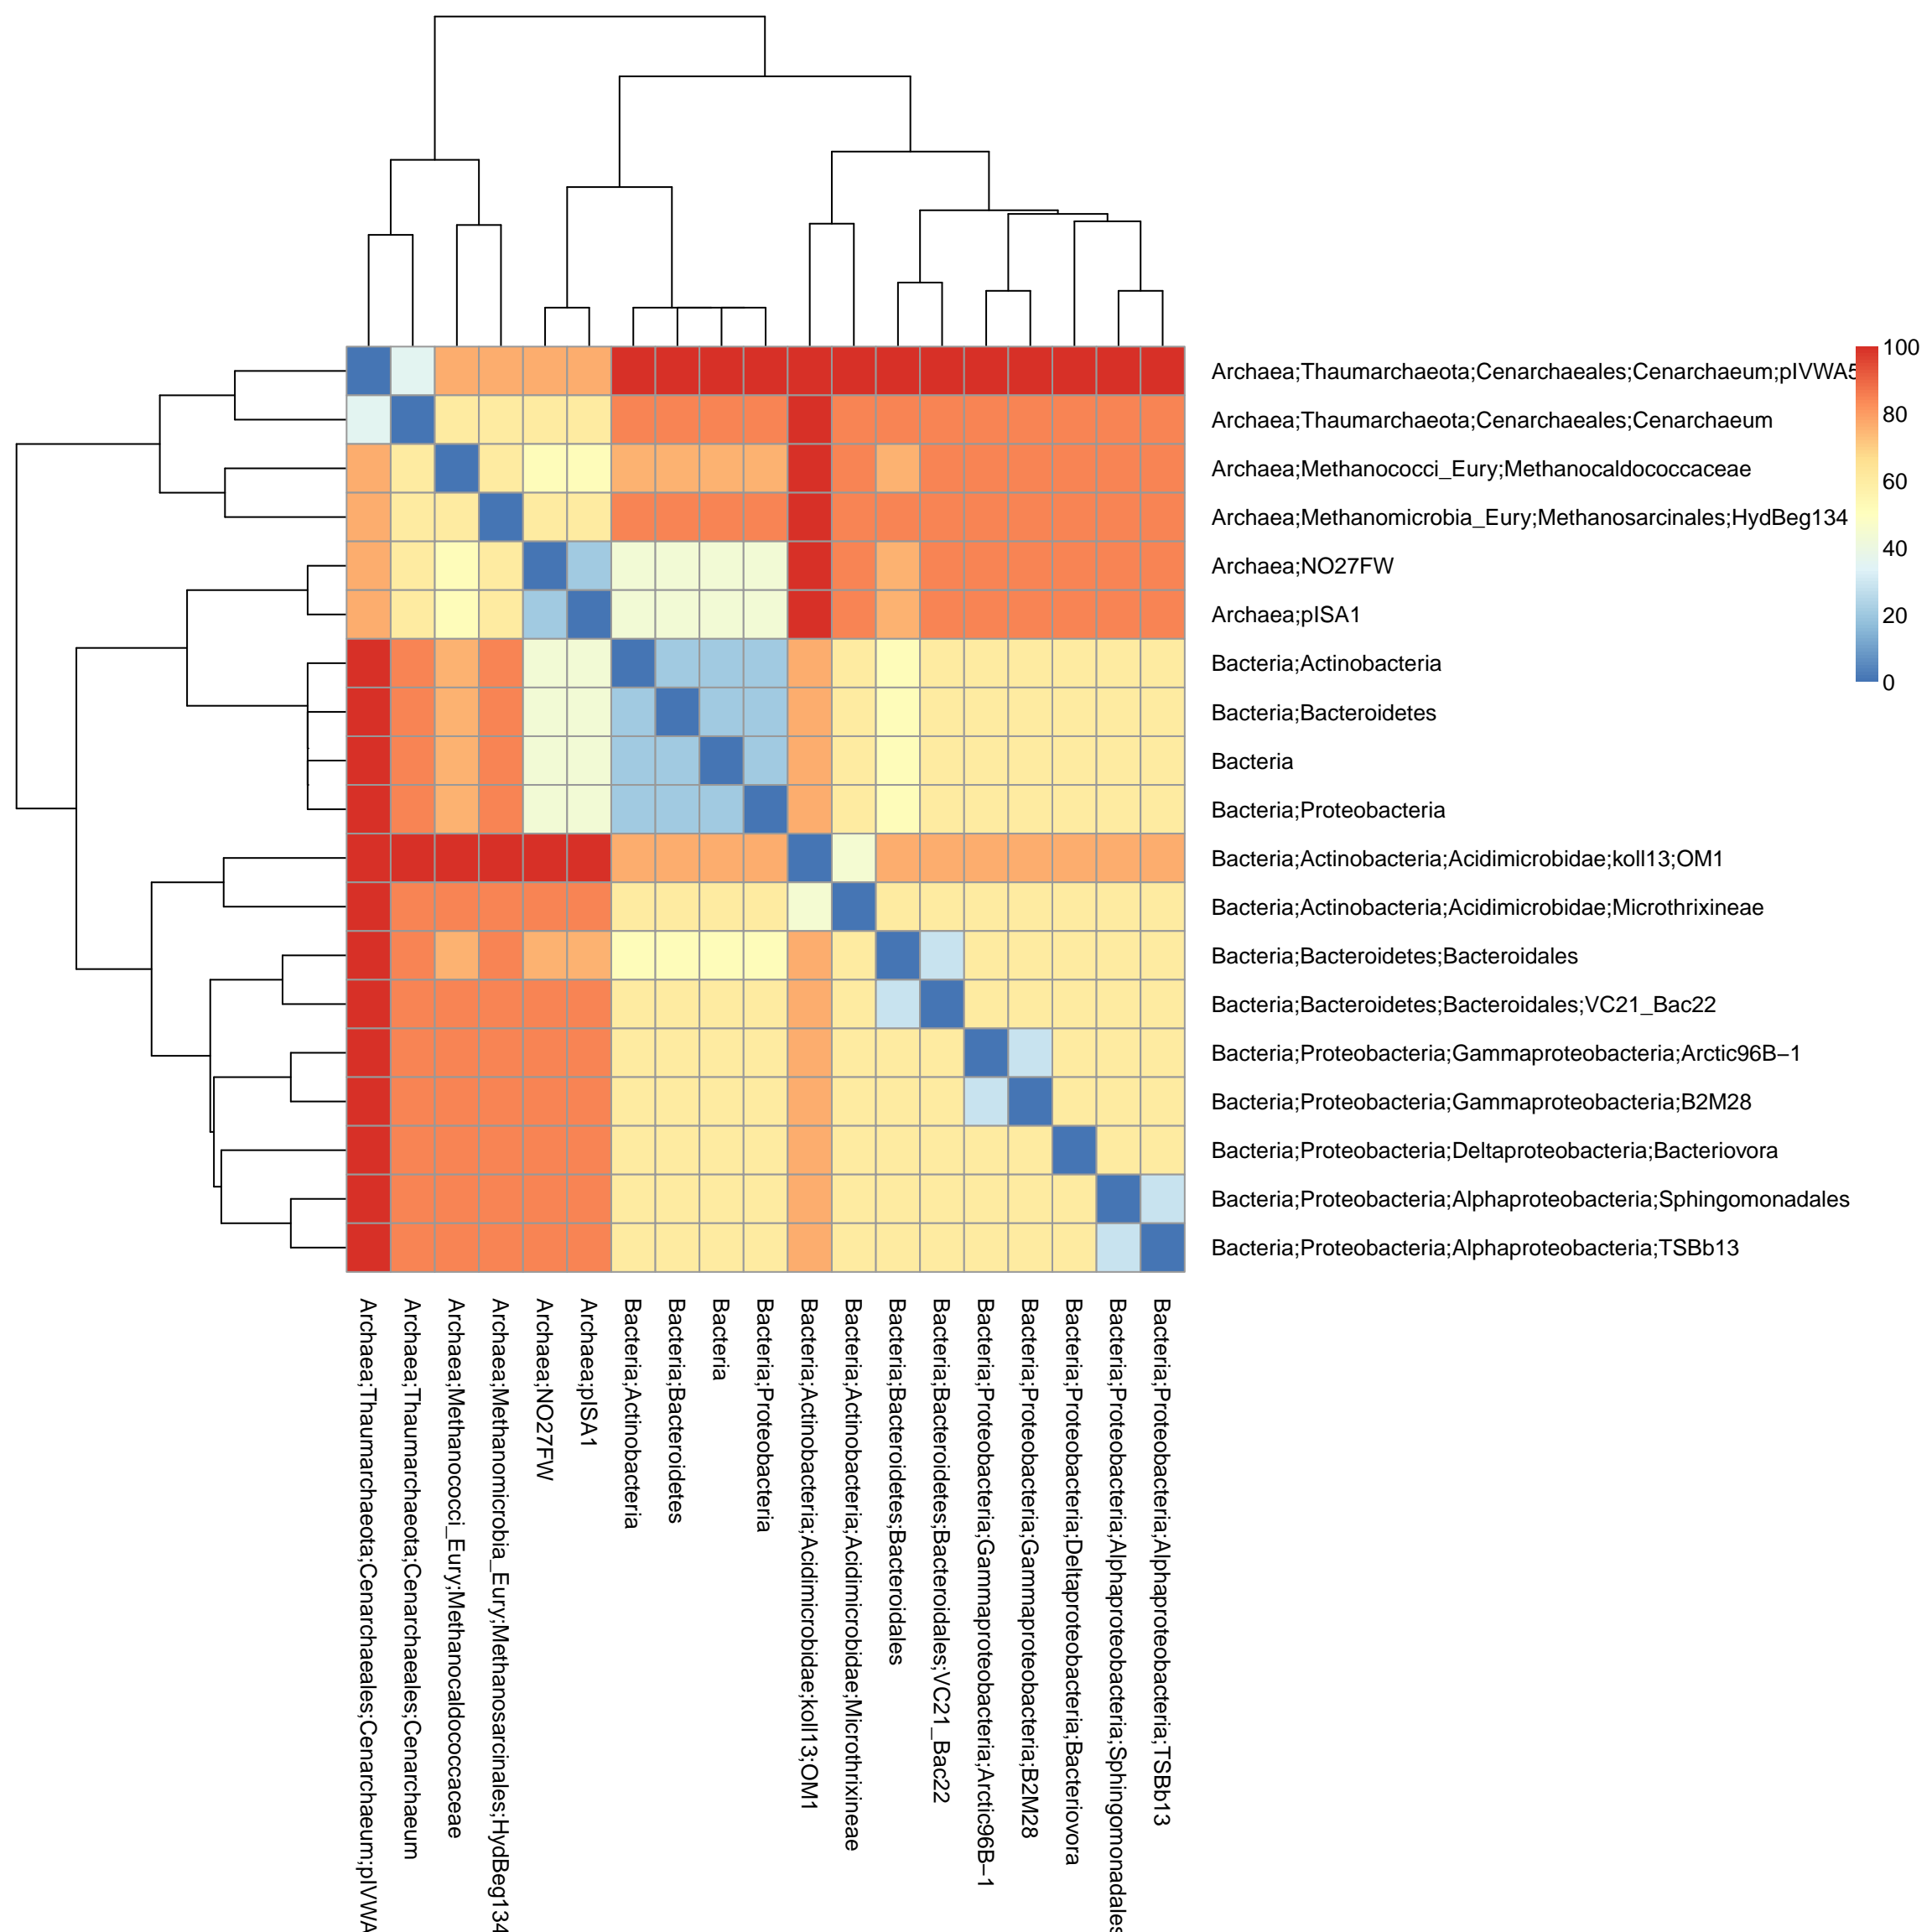 100
Archaea;Thaumarchaeota;Cenarchaeales;Cenarchaeum;pIVWA5
Archaea;Thaumarchaeota;Cenarchaeales;Cenarchaeum
80
Archaea;Methanococci_Eury;Methanocaldococcaceae
60
Archaea;Methanomicrobia_Eury;Methanosarcinales;HydBeg134
40
Archaea;NO27FW
Archaea;pISA1
20
Bacteria;Actinobacteria
0
Bacteria;Bacteroidetes
Bacteria
Bacteria;Proteobacteria
Bacteria;Actinobacteria;Acidimicrobidae;koll13;OM1
Bacteria;Actinobacteria;Acidimicrobidae;Microthrixineae
Bacteria;Bacteroidetes;Bacteroidales
Bacteria;Bacteroidetes;Bacteroidales;VC21_Bac22
Bacteria;Proteobacteria;Gammaproteobacteria;Arctic96B−1
Bacteria;Proteobacteria;Gammaproteobacteria;B2M28
Bacteria;Proteobacteria;Deltaproteobacteria;Bacteriovora
Bacteria;Proteobacteria;Alphaproteobacteria;Sphingomonadales
Bacteria;Proteobacteria;Alphaproteobacteria;TSBb13
Archaea;Thaumarchaeota;Cenarchaeales;Cenarchaeum;pIVWA
Archaea;Thaumarchaeota;Cenarchaeales;Cenarchaeum
Archaea;Methanococci_Eury;Methanocaldococcaceae
Archaea;Methanomicrobia_Eury;Methanosarcinales;HydBeg134
Archaea;NO27FW
Archaea;pISA1
Bacteria;Actinobacteria
Bacteria;Bacteroidetes
Bacteria
Bacteria;Proteobacteria
Bacteria;Actinobacteria;Acidimicrobidae;koll13;OM1
Bacteria;Actinobacteria;Acidimicrobidae;Microthrixineae
Bacteria;Bacteroidetes;Bacteroidales
Bacteria;Bacteroidetes;Bacteroidales;VC21_Bac22
Bacteria;Proteobacteria;Gammaproteobacteria;Arctic96B−1
Bacteria;Proteobacteria;Gammaproteobacteria;B2M28
Bacteria;Proteobacteria;Deltaproteobacteria;Bacteriovora
Bacteria;Proteobacteria;Alphaproteobacteria;Sphingomonadales
Bacteria;Proteobacteria;Alphaproteobacteria;TSBb13